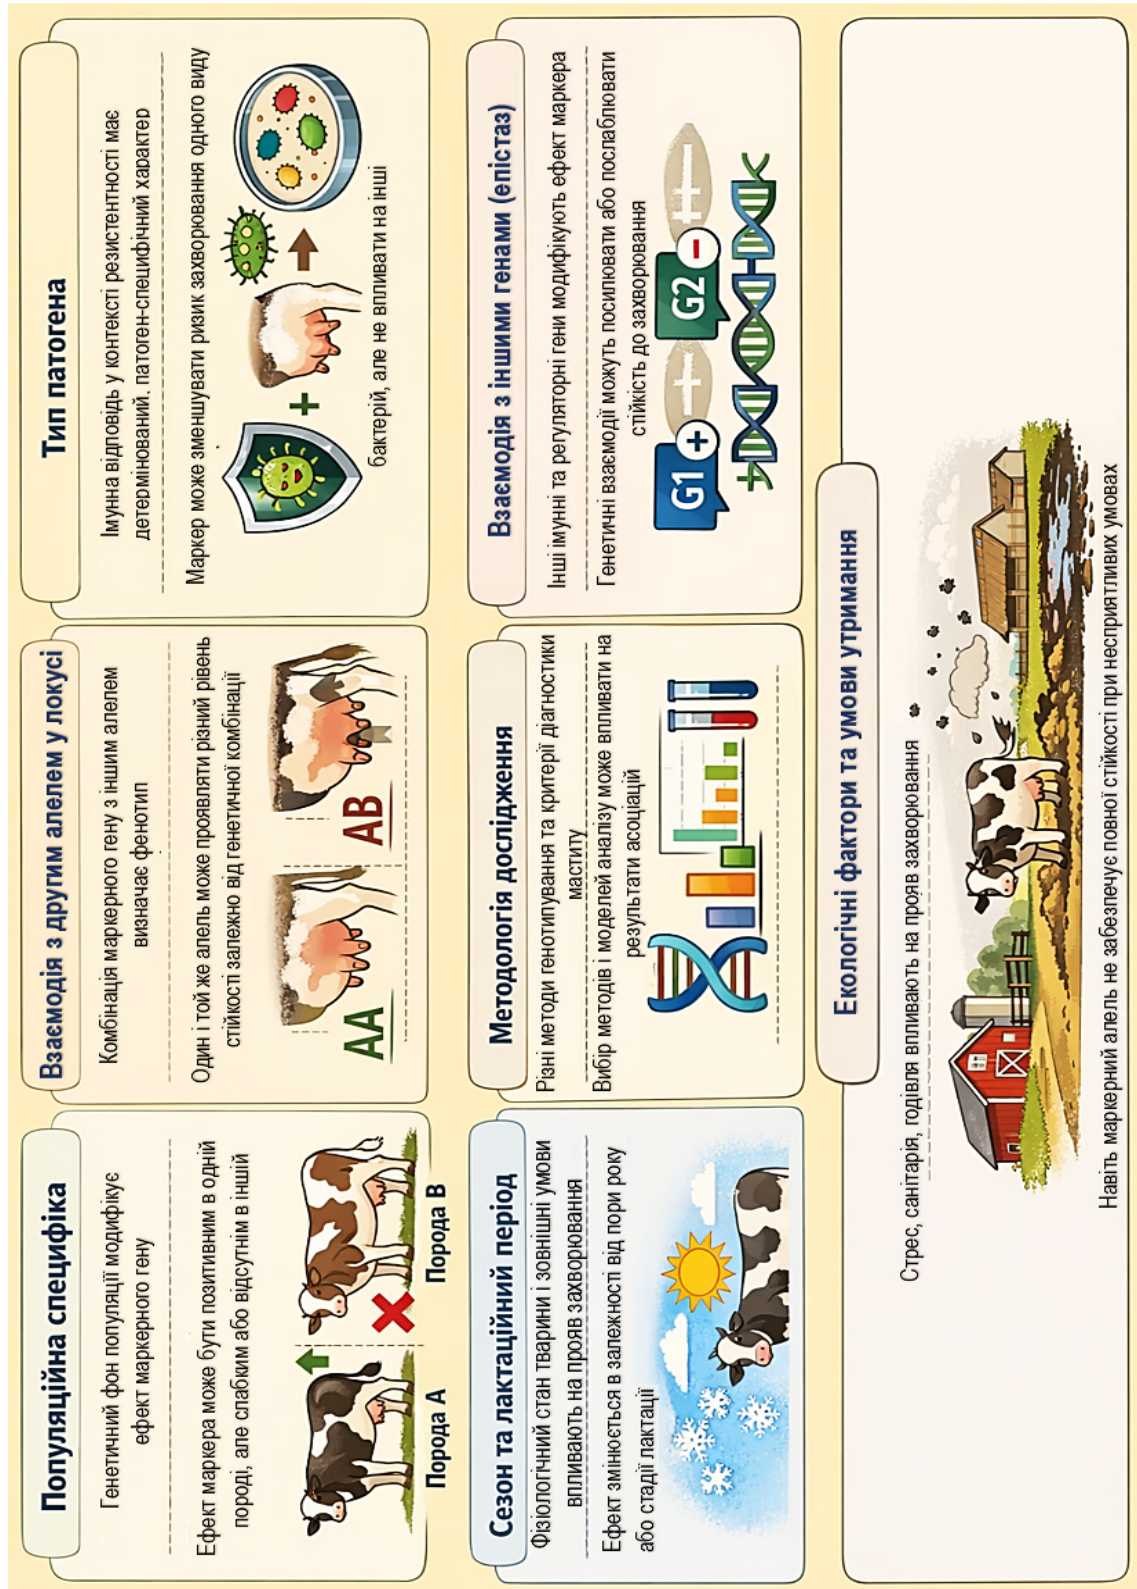 Популяційна специфіка
Генетичний фон популяції модифікує
ефект маркерного гену
Ефект маркера може бути позитивним в одній
породі, але слабким або відсутнім в іншій
Порода А
Порода В
Взаємодія з другим алелем у локусі
Комбінація маркерного гену з іншим алелем
визначає фенотип
Один і той же алель може проявляти різний рівень
стійкості залежно від генетичної комбінації
AA
AB
Тип патогена
Імунна відповідь у контексті резистентності має
детермінований. патоген-специфічний характер
Маркер може зменшувати ризик захворювання одного виду
бактерій, але не впливати на інші
Сезон та лактаційний період
Фізіологічний стан тварини і зовнішні умови
впливають на прояв захворювання
Ефект змінюється в залежності від пори року
або стадії лактації
Методологія дослідження
Різні методи генотипування та критерії діагностики
маститу
Вибір методів і моделей аналізу може впливати на
результати асоціацій
Взаємодія з іншими генами (епістаз)
Інші імунні та регуляторні гени модифікують ефект маркера
Генетичні взаємодії можуть посилювати або послаблювати
стійкість до захворювання
G1 +
G2 −
Екологічні фактори та умови утримання
Стрес, санітарія, годівля впливають на прояв захворювання
Навіть маркерний алель не забезпечує повної стійкості при несприятливих умовах